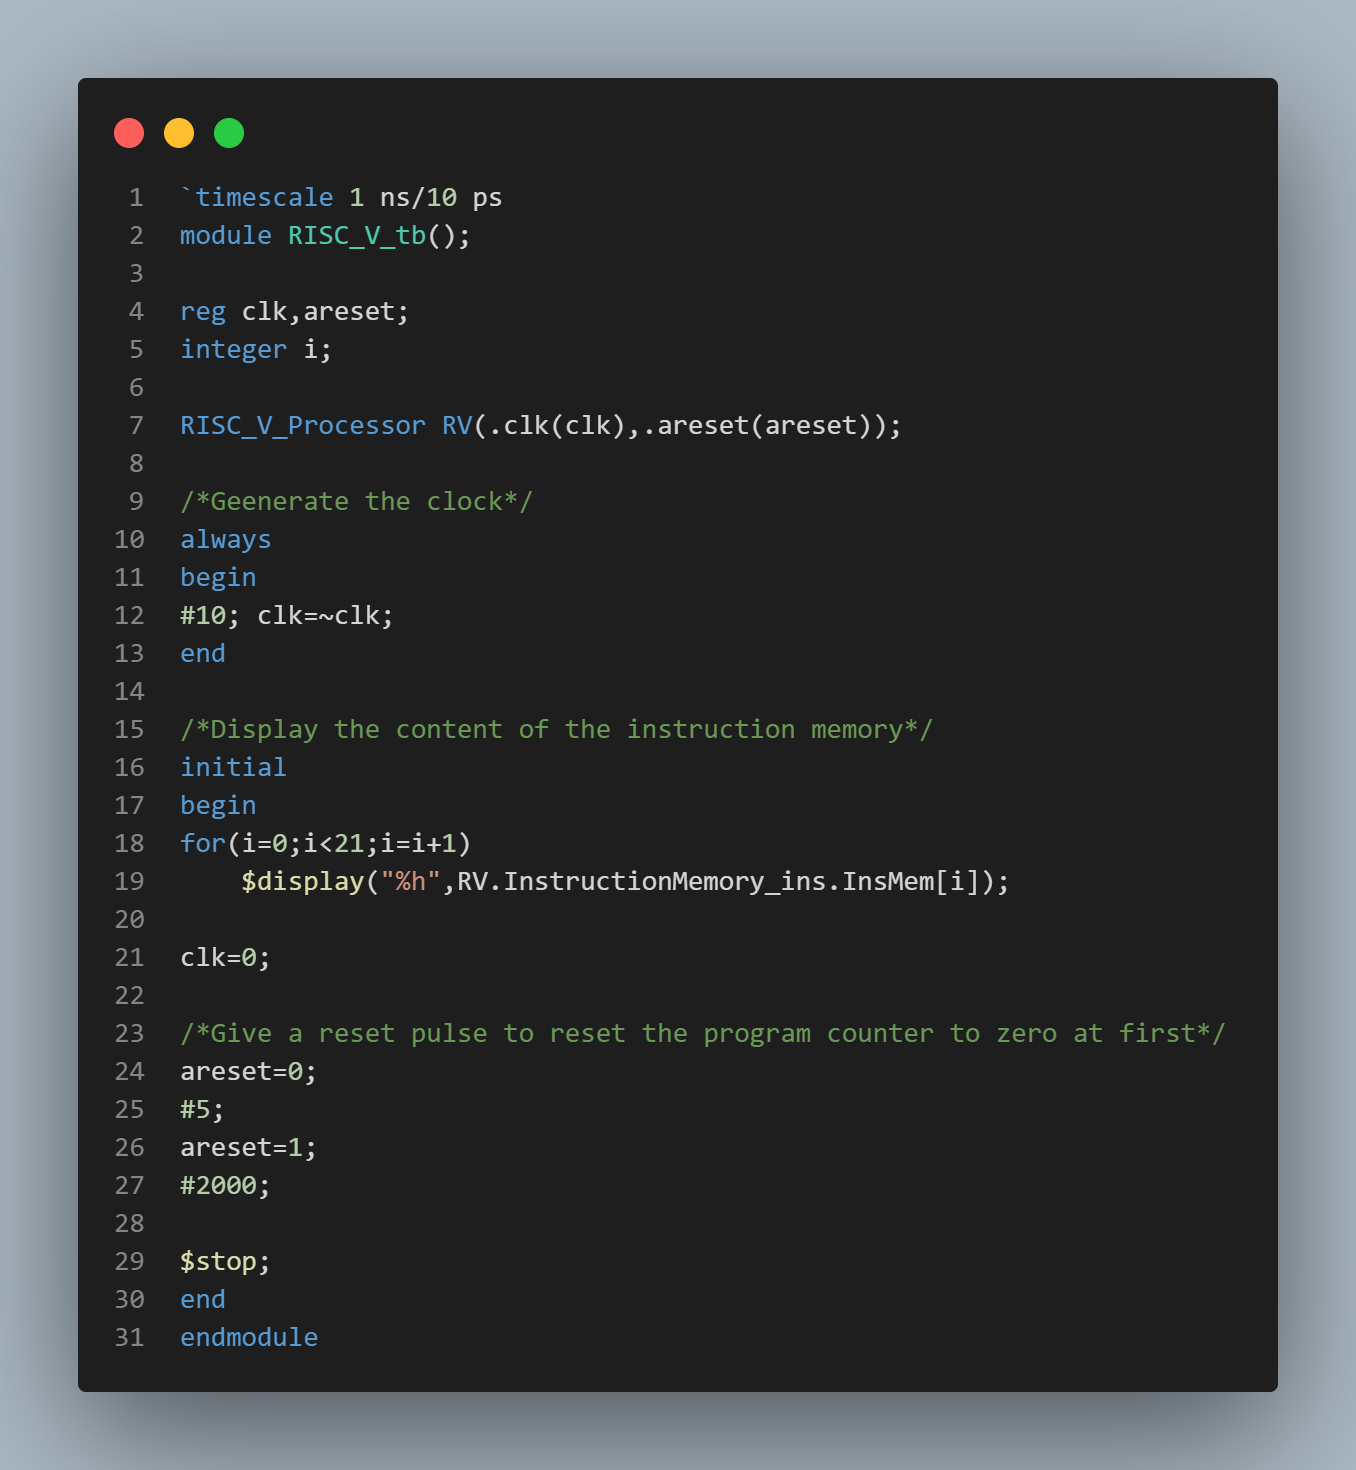 1 `timescale 1 ns/10 ps
2 module RISC_V_tb();
3
4 reg clk,areset;
5 integer i;
6
7 RISC_V_Processor RV(.clk(clk),.areset(areset));
8
9 /*Geenerate the clock*/
10 always
11 begin
12 #10; clk=~clk;
13 end
14
15 /*Display the content of the instruction memory*/
16 initial
17 begin
18 for(i=0;i<21;i=i+1)
19     $display("%h",RV.InstructionMemory_ins.InsMem[i]);
20
21 clk=0;
22
23 /*Give a reset pulse to reset the program counter to zero at first*/
24 areset=0;
25 #5;
26 areset=1;
27 #2000;
28
29 $stop;
30 end
31 endmodule